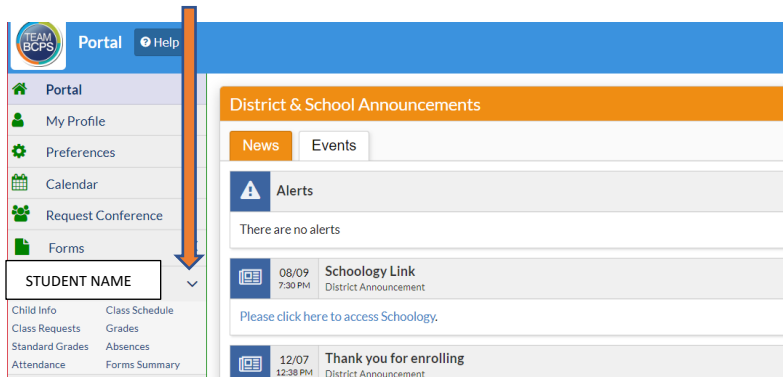 TEAM
BCPS
Portal
Help
Portal
My Profile
Preferences
Calendar
Request Conference
Forms
STUDENT NAME
Child Info Class Schedule
Class Requests Grades
Standard Grades Absences
Attendance Forms Summary
District & School Announcements
News Events
Alerts
There are no alerts
08/09 Schoology Link
7:30 PM District Announcement
Please click here to access Schoology.
12/07 Thank you for enrolling
12:38 PM District Announcement